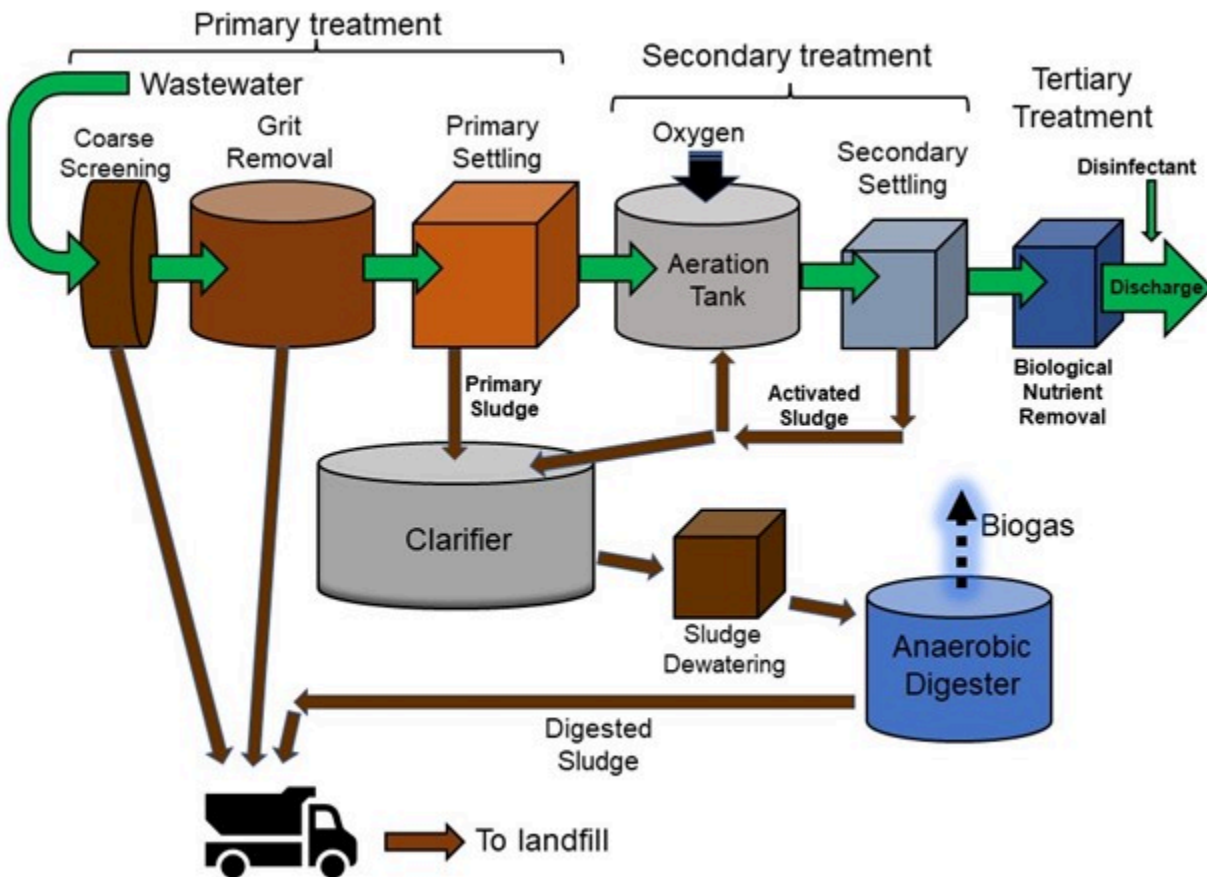 Primary treatment
Secondary treatment
Tertiary
Treatment
Wastewater
Coarse
Screening
Grit
Removal
Primary
Settling
Oxygen
Secondary
Settling
Disinfectant
Aeration
Tank
Discharge
Biological
Nutrient
Removal
Primary
Sludge
Activated
Sludge
Clarifier
Biogas
Sludge
Dewatering
Anaerobic
Digester
Digested
Sludge
To landfill